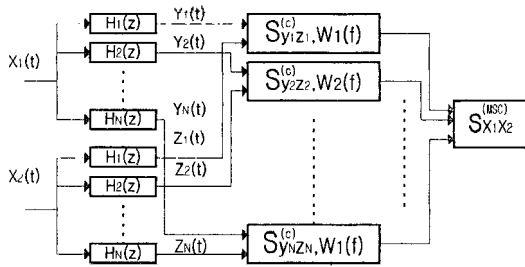 X1(t)
H1(z)
H2(z)
HN(z)
Y1(t)
Y2(t)
YN(t)
X2(t)
H1(z)
H2(z)
HN(z)
Z1(t)
Z2(t)
ZN(t)
S(c)y1z1,W1(f)
S(c)y2z2,W2(f)
S(c)yNzN,W1(f)
S(MSC)X1X2